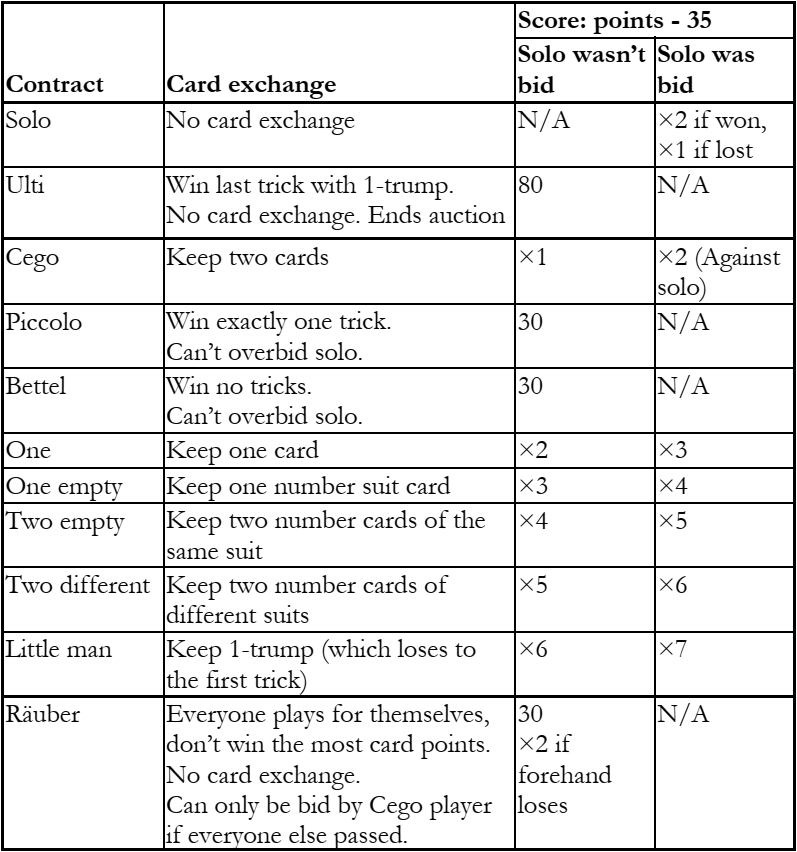 Score: points - 35
Contract
Card exchange
Solo wasn’t bid
Solo was bid
Solo
No card exchange
N/A
×2 if won,
×1 if lost
Ulti
Win last trick with 1-trump.
No card exchange. Ends auction
80
N/A
Cego
Keep two cards
×1
×2 (Against
solo)
Piccolo
Win exactly one trick.
Can’t overbid solo.
30
N/A
Bettel
Win no tricks.
Can’t overbid solo.
30
N/A
One
Keep one card
×2
×3
One empty
Keep one number suit card
×3
×4
Two empty
Keep two number cards of the
same suit
×4
×5
Two different
Keep two number cards of
different suits
×5
×6
Little man
Keep 1-trump (which loses to
the first trick)
×6
×7
Räuber
Everyone plays for themselves,
don’t win the most card points.
No card exchange.
Can only be bid by Cego player
if everyone else passed.
30
×2 if
forehand
loses
N/A